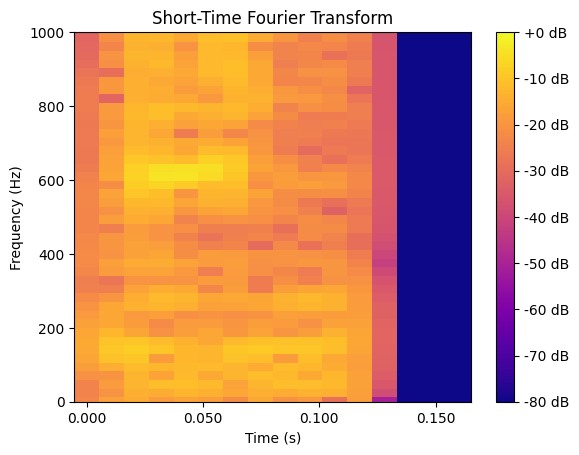 Short-Time Fourier Transform
Frequency (Hz)
1000
800
600
400
200
0
0.000
0.050
0.100
0.150
Time (s)
+0 dB
-10 dB
-20 dB
-30 dB
-40 dB
-50 dB
-60 dB
-70 dB
-80 dB